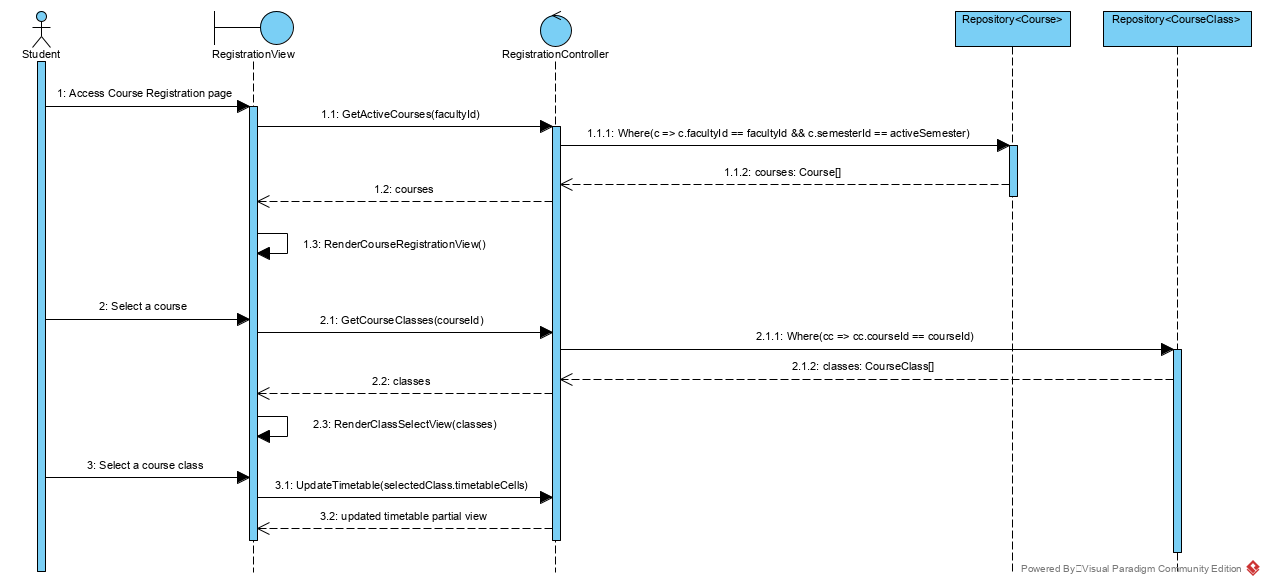 Repository<Course>
Repository<CourseClass>
Student
RegistrationView
RegistrationController
1: Access Course Registration page
1.1: GetActiveCourses(facultyId)
1.1.1: Where(c => c.facultyId == facultyId && c.semesterId == activeSemester)
1.1.2: courses: Course[]
1.2: courses
1.3: RenderCourseRegistrationView()
2: Select a course
2.1: GetCourseClasses(courseId)
2.1.1: Where(cc => cc.courseId == courseId)
2.1.2: classes: CourseClass[]
2.2: classes
2.3: RenderClassSelectView(classes)
3: Select a course class
3.1: UpdateTimetable(selectedClass.timetableCells)
3.2: updated timetable partial view
Powered By Visual Paradigm Community Edition